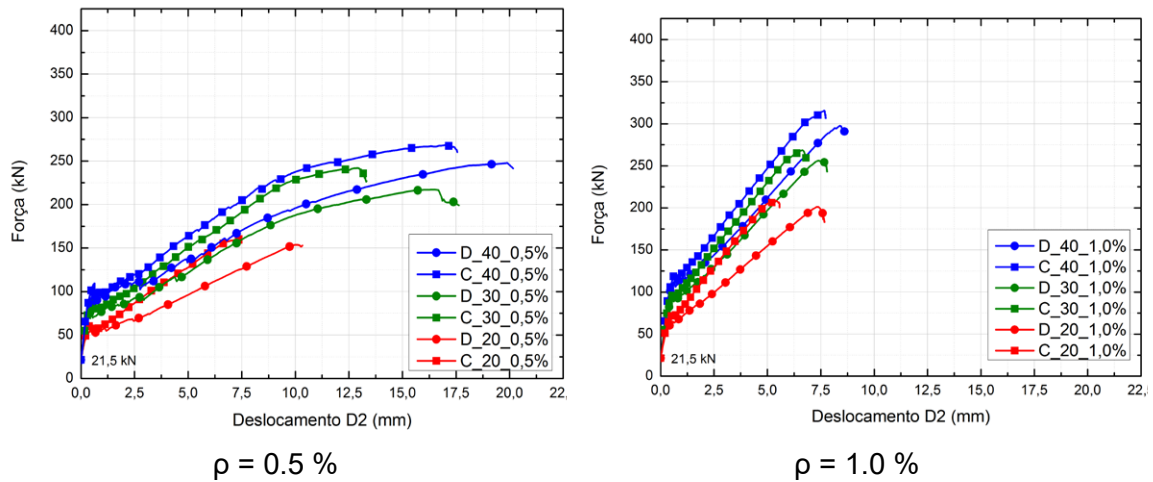 400
350
300
250
200
150
100
50
0
Força (kN)
21,5 kN
D_40_0,5%
C_40_0,5%
D_30_0,5%
C_30_0,5%
D_20_0,5%
C_20_0,5%
0,0 2,5 5,0 7,5 10,0 12,5 15,0 17,5 20,0 22,
Deslocamento D2 (mm)
ρ = 0.5 %
400
350
300
250
200
150
100
50
0
Força (kN)
21,5 kN
D_40_1,0%
C_40_1,0%
D_30_1,0%
C_30_1,0%
D_20_1,0%
C_20_1,0%
0,0 2,5 5,0 7,5 10,0 12,5 15,0 17,5 20,0 22,
Deslocamento D2 (mm)
ρ = 1.0 %